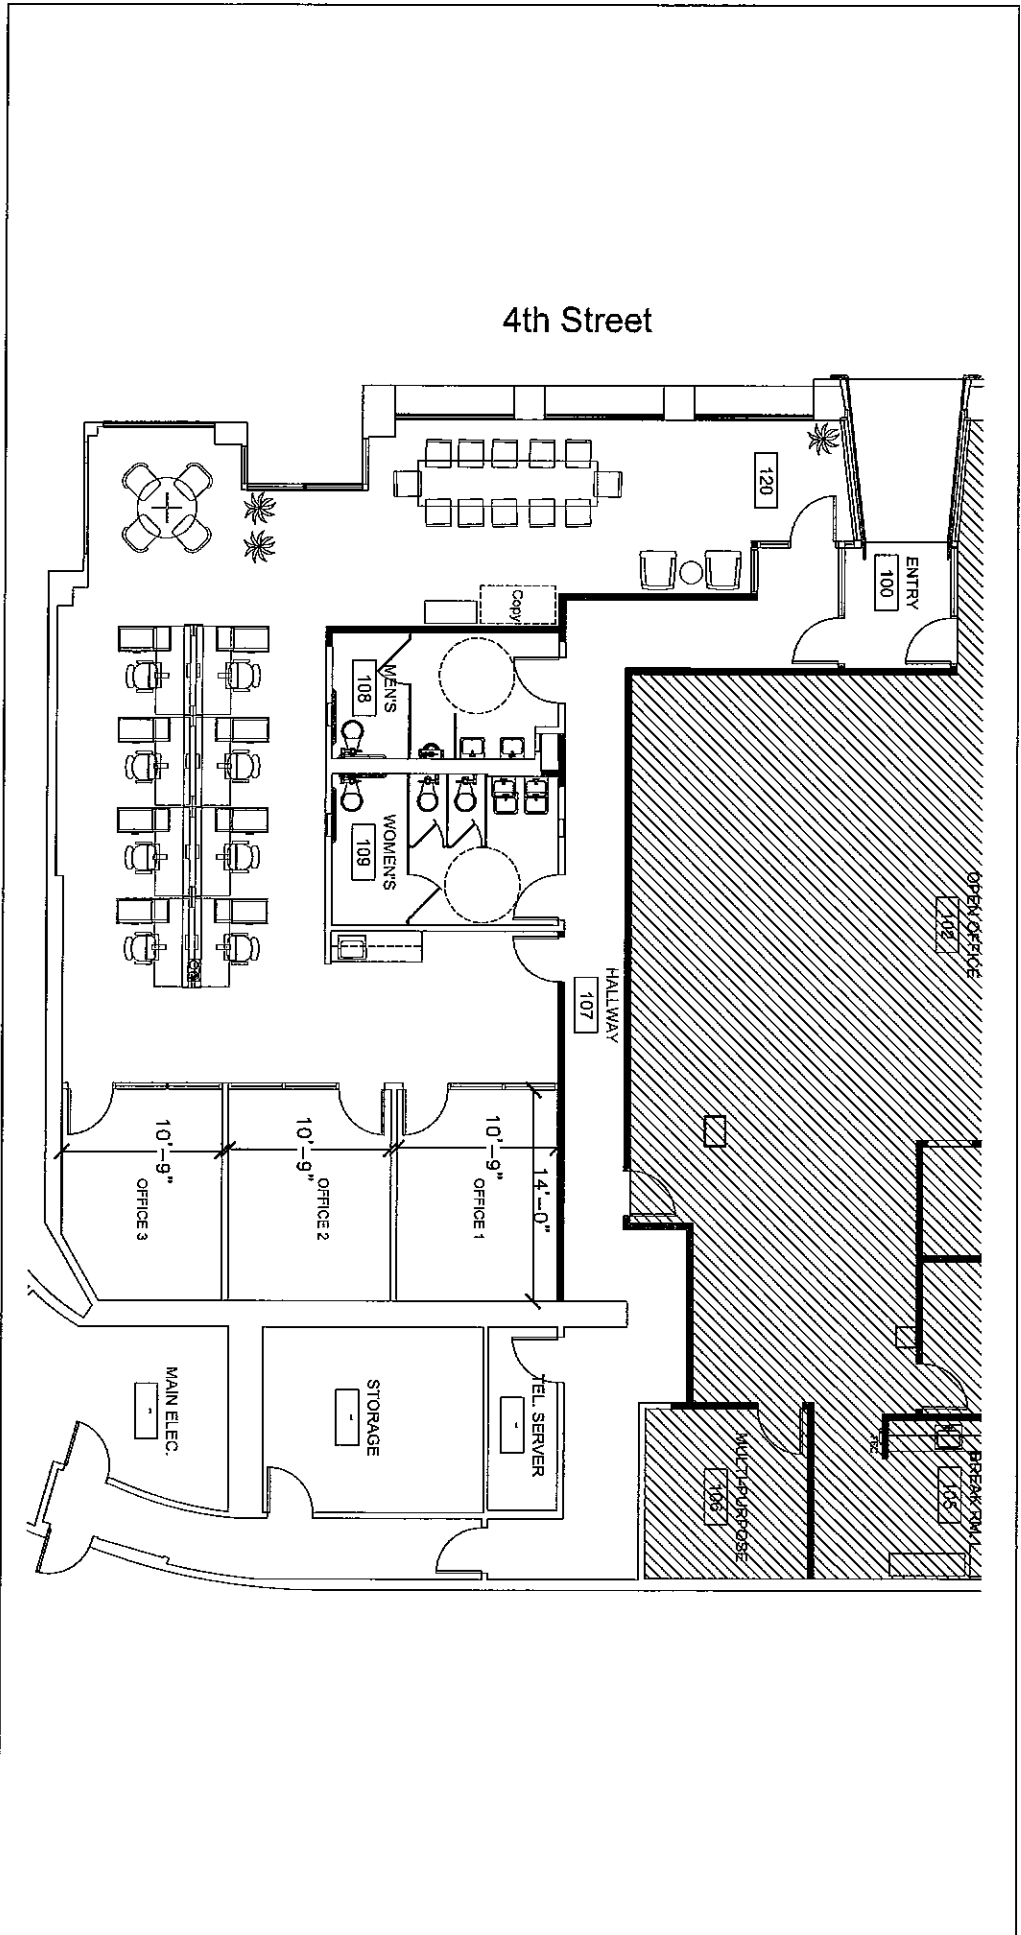 4th Street
120
ENTRY
100
Copy
MEN'S
108
WOMEN'S
109
OPEN OFFICE
102
HALLWAY
107
10'-9"
OFFICE 3
10'-9"
OFFICE 2
10'-9"
OFFICE 1
14'-0"
MAIN ELEC.
-
STORAGE
-
TEL. SERVER
-
MULTI-PURPOSE
106
FEC
BREAK RM.
105